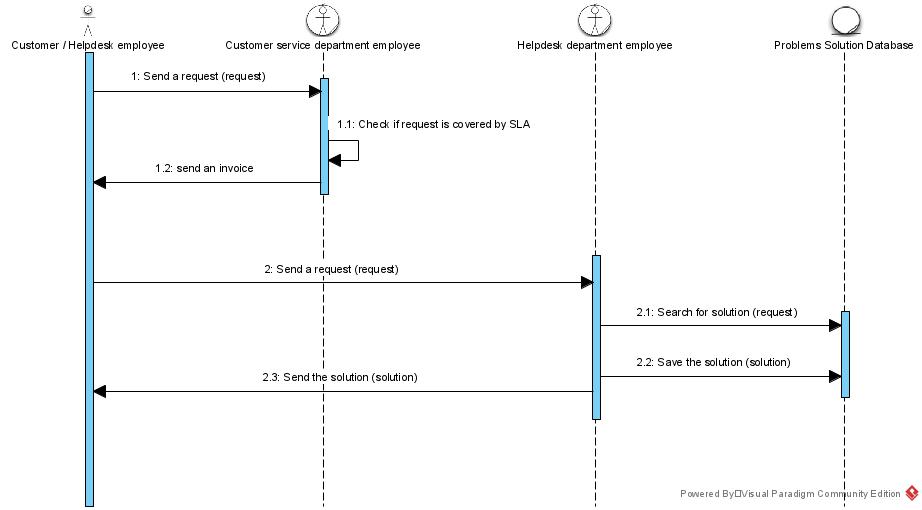 Customer / Helpdesk employee
Customer service department employee
Helpdesk department employee
Problems Solution Database
1: Send a request (request)
1.1: Check if request is covered by SLA
1.2: send an invoice
2: Send a request (request)
2.1: Search for solution (request)
2.2: Save the solution (solution)
2.3: Send the solution (solution)
Powered By Visual Paradigm Community Edition